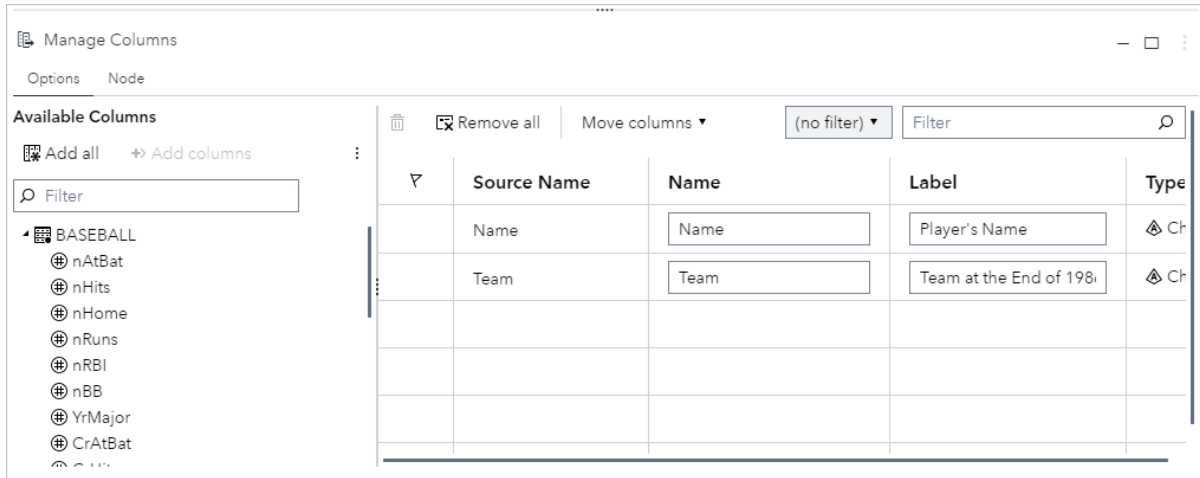 Manage Columns
Options Node
Available Columns
Add all Add columns
Filter
BASEBALL
nAtBat
nHits
nHome
nRuns
nRBI
nBB
YrMajor
CrAtBat
Remove all Move columns (no filter) Filter
Source Name Name Label Type
Name Name Player's Name Ch
Team Team Team at the End of 198